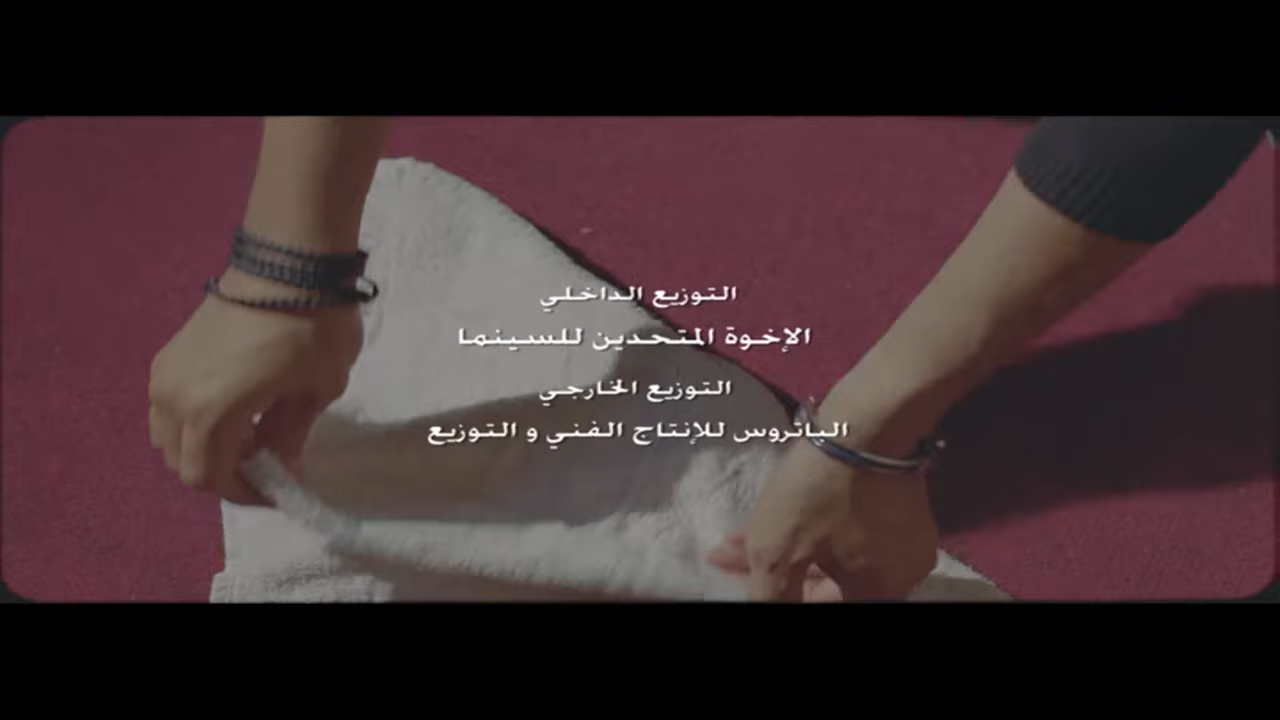 التوزيع الداخلي
الإخوة المتحدين للسينما
التوزيع الخارجي
الباتروس للإنتاج الفني و التوزيع